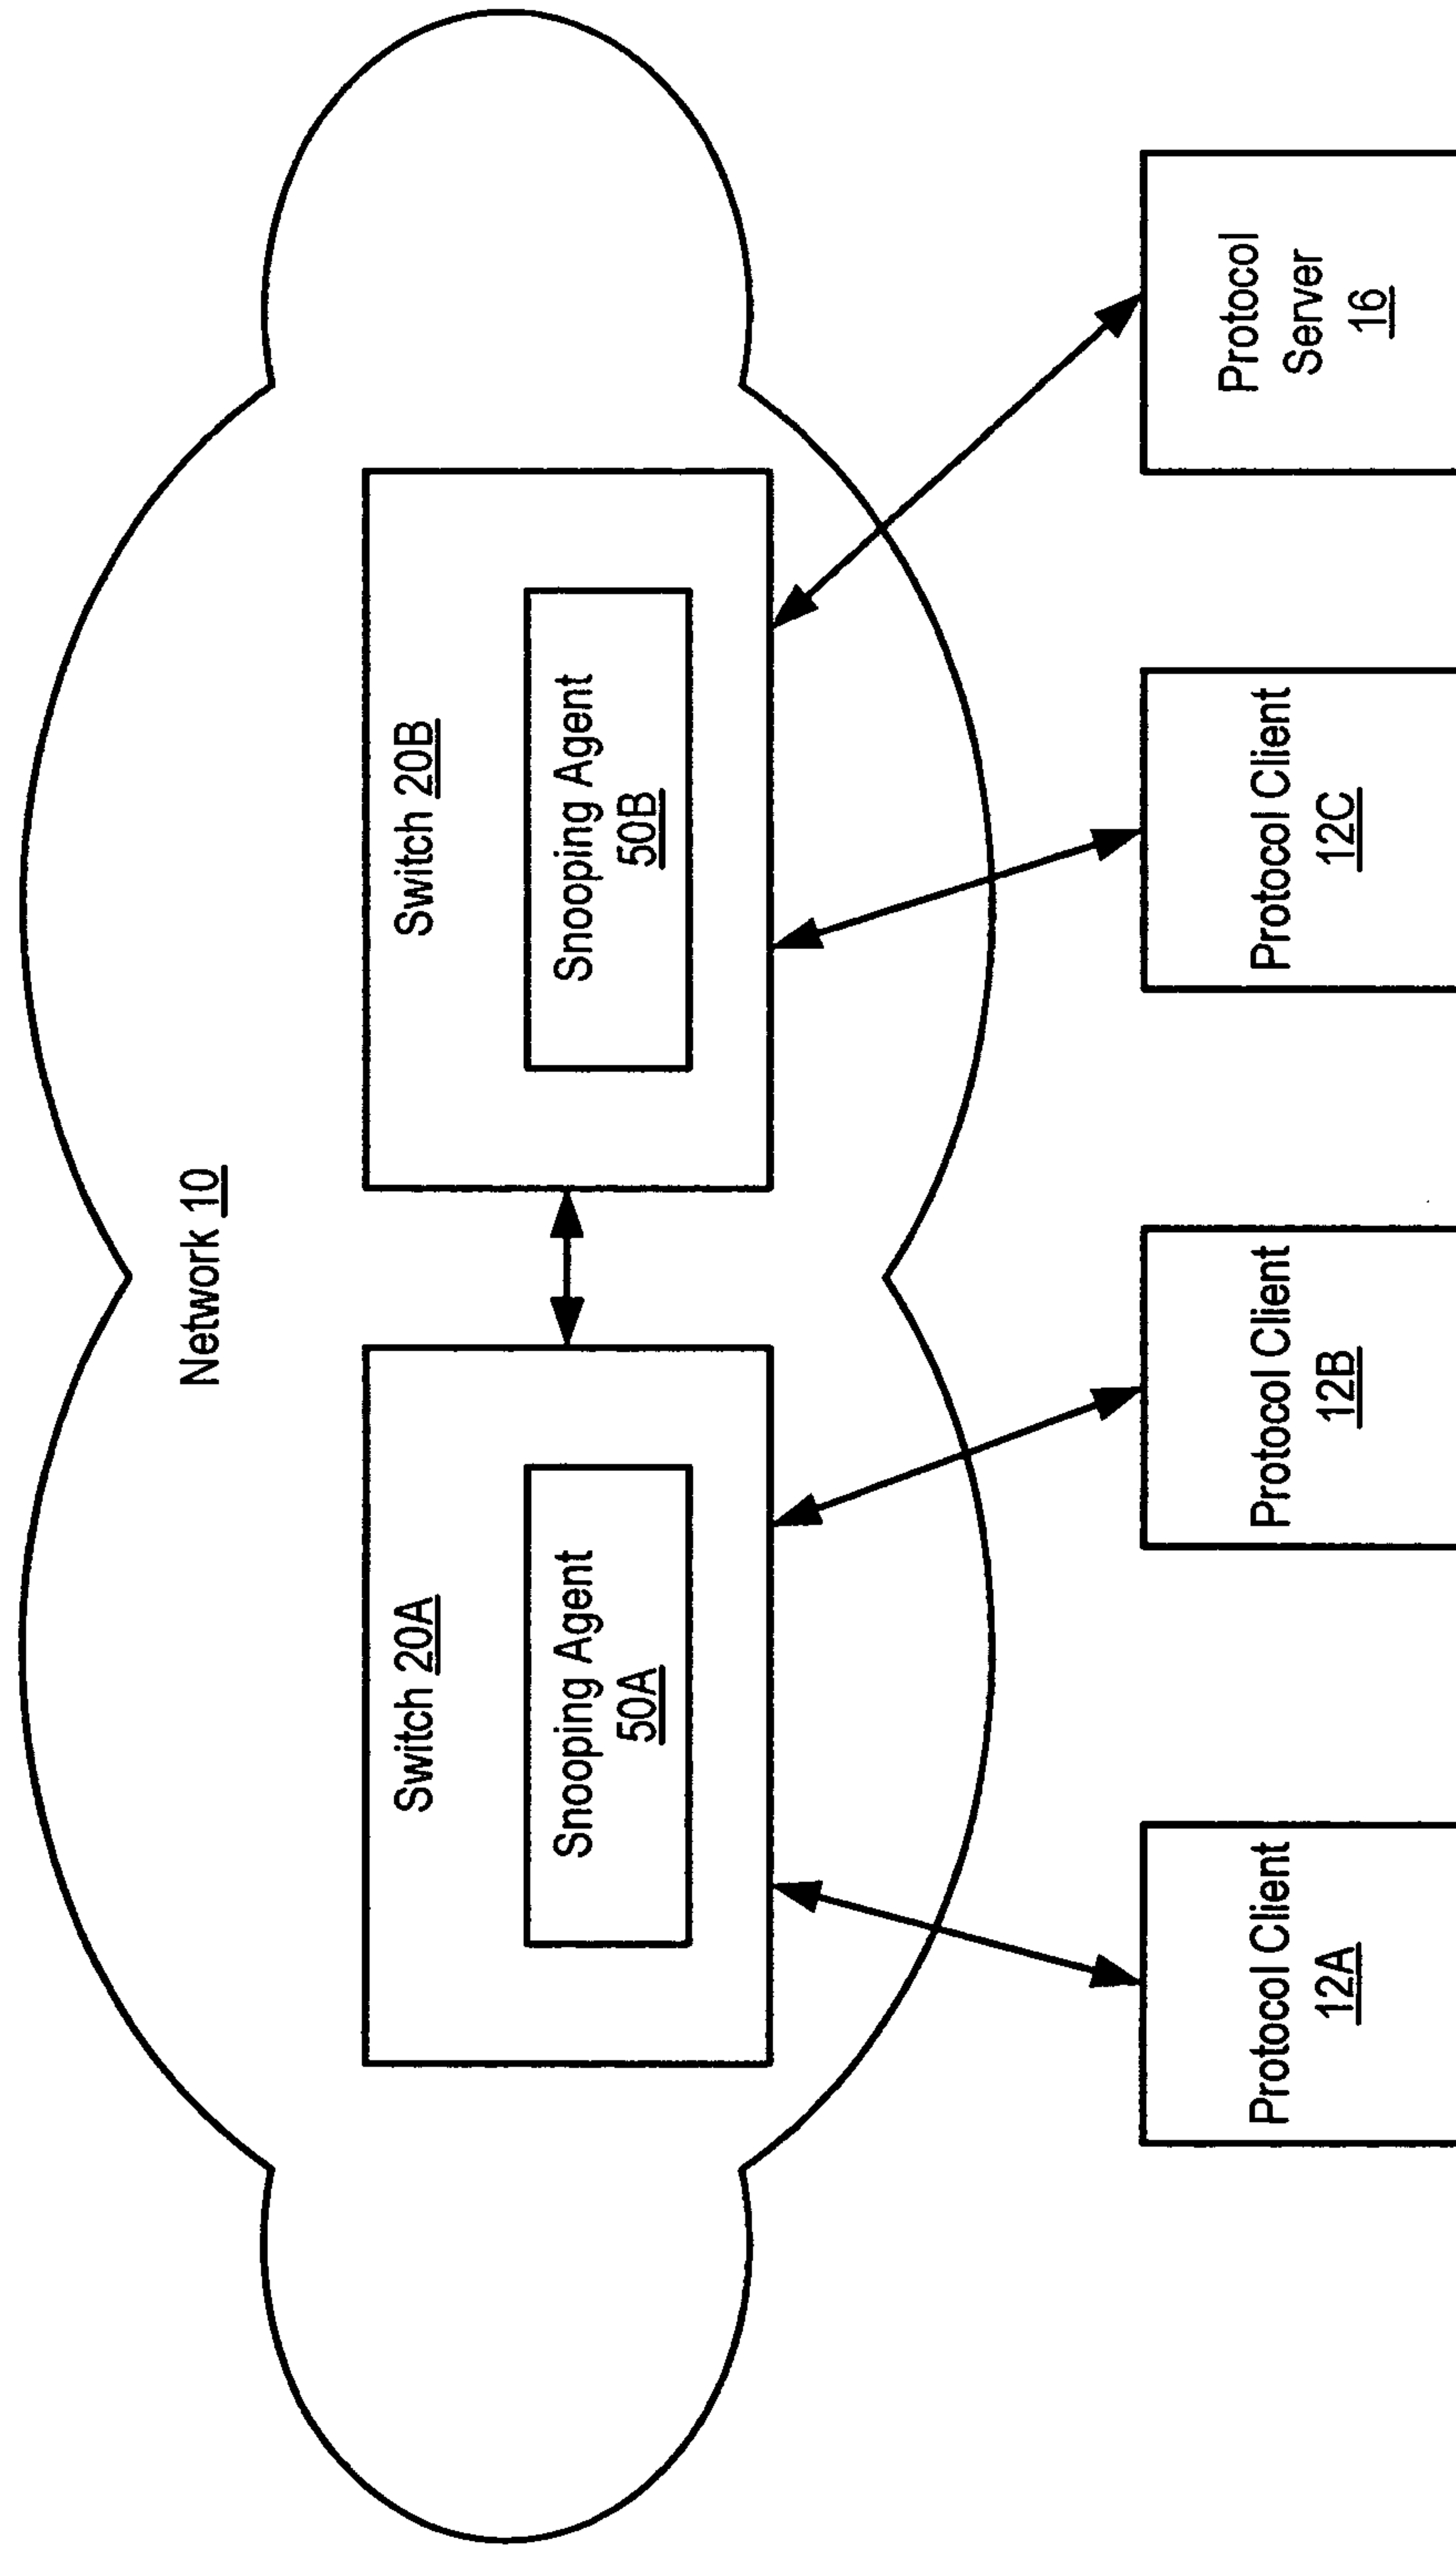 Network 10
Switch 20A
Snooping Agent
50A
Switch 20B
Snooping Agent
50B
Protocol Client
12A
Protocol Client
12B
Protocol Client
12C
Protocol
Server
16